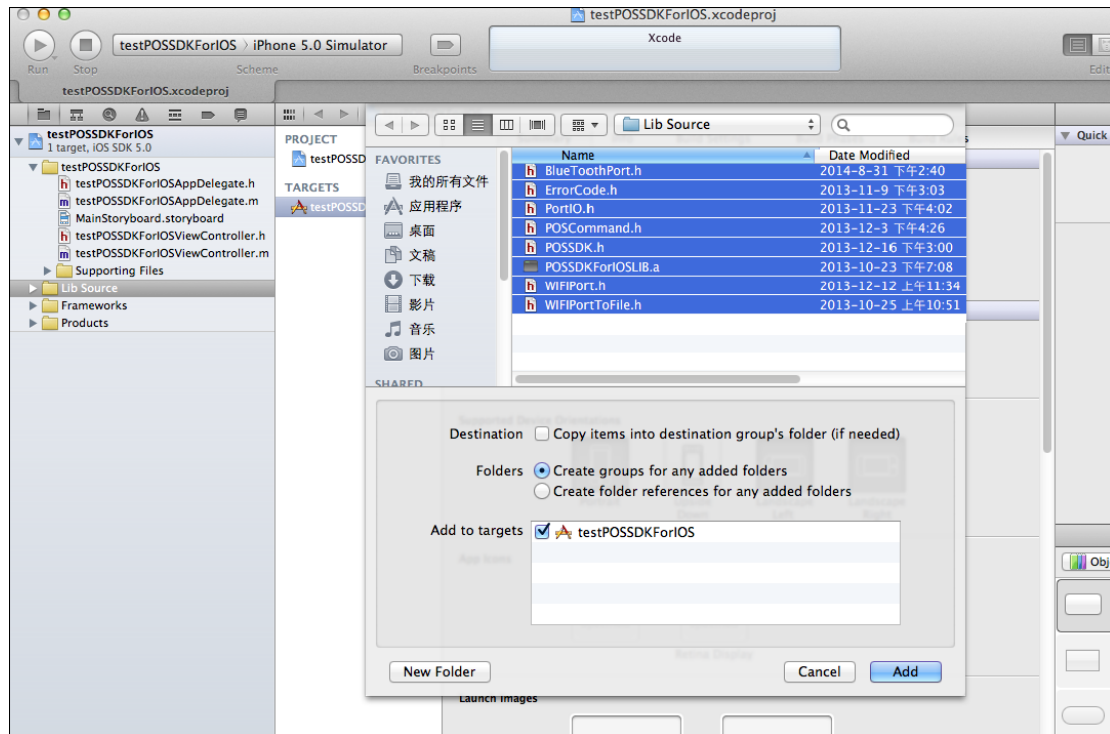 testPOSSDKForIOS.xcodeproj
testPOSSDKForIOS › iPhone 5.0 Simulator
Xcode
Run Stop Scheme Breakpoints
testPOSSDKForIOS.xcodeproj
testPOSSDKForIOS
1 target, iOS SDK 5.0
testPOSSDKForIOS
testPOSSDKForIOSAppDelegate.h
testPOSSDKForIOSAppDelegate.m
MainStoryboard.storyboard
testPOSSDKForIOSViewController.h
testPOSSDKForIOSViewController.m
Supporting Files
Lib Source
Frameworks
Products
PROJECT
testPOSSD
TARGETS
testPOSSD
Lib Source
FAVORITES
我的所有文件
应用程序
桌面
文稿
下载
影片
音乐
图片
SHARED
Name Date Modified
BlueToothPort.h 2014-8-31 下午2:40
ErrorCode.h 2013-11-9 下午3:03
PortIO.h 2013-11-23 下午4:02
POSCommand.h 2013-12-3 下午4:26
POSSDK.h 2013-12-16 下午3:00
POSSDKForIOSLIB.a 2013-10-23 下午7:08
WIFIPort.h 2013-12-12 上午11:34
WIFIPortToFile.h 2013-10-25 上午10:51
Supported Device Orientations
Destination Copy items into destination group's folder (if needed)
Folders Create groups for any added folders
Create folder references for any added folders
Add to targets testPOSSDKForIOS
App Icons
Retina Display
New Folder Cancel Add
Launch Images
Quick
Obj
Edit